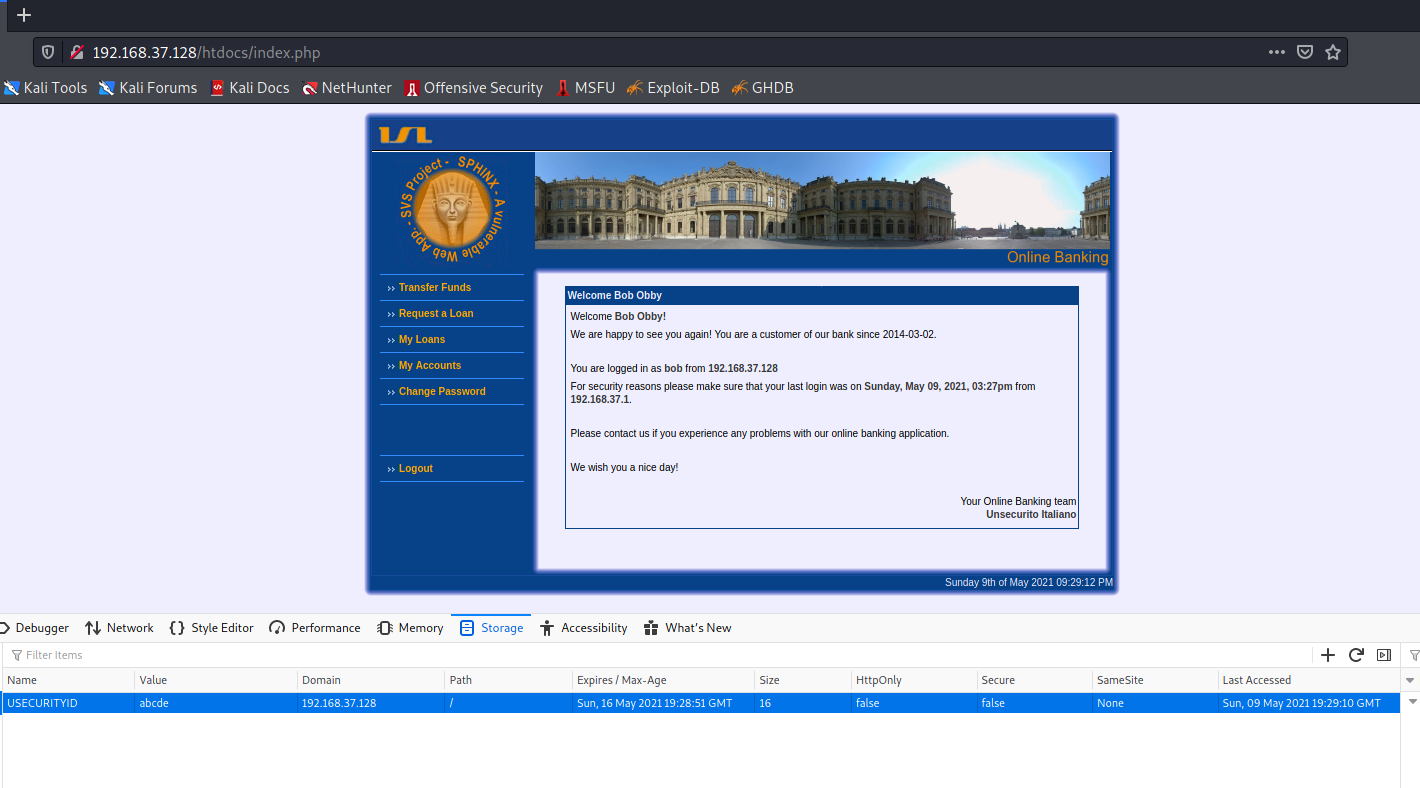 192.168.37.128/htdocs/index.php
Kali Tools Kali Forums Kali Docs NetHunter Offensive Security MSFU Exploit-DB GHDB
ISL
SVS Project - SPHINX - A vulnerable Web App. -
Online Banking
›› Transfer Funds
›› Request a Loan
›› My Loans
›› My Accounts
›› Change Password
›› Logout
Welcome Bob Obby
Welcome Bob Obby!
We are happy to see you again! You are a customer of our bank since 2014-03-02.
You are logged in as bob from 192.168.37.128
For security reasons please make sure that your last login was on Sunday, May 09, 2021, 03:27pm from
192.168.37.1.
Please contact us if you experience any problems with our online banking application.
We wish you a nice day!
Your Online Banking team
Unsecurito Italiano
Sunday 9th of May 2021 09:29:12 PM
Debugger Network Style Editor Performance Memory Storage Accessibility What's New
Filter Items
Name Value Domain Path Expires / Max-Age Size HttpOnly Secure SameSite Last Accessed
USECURITYID abcde 192.168.37.128 / Sun, 16 May 2021 19:28:51 GMT 16 false false None Sun, 09 May 2021 19:29:10 GMT